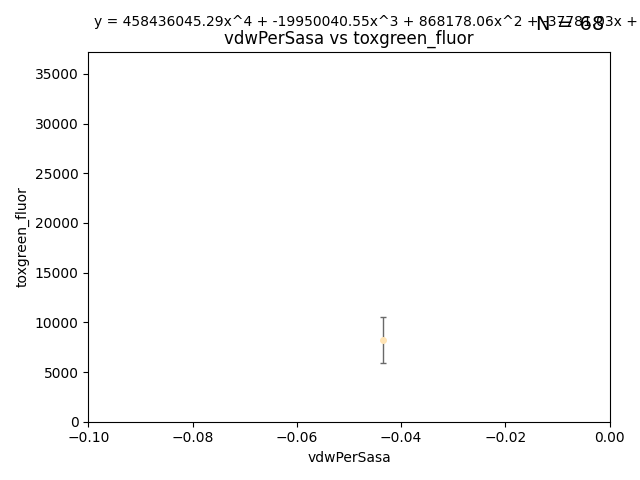 y = 458436045.29x^4 + -19950040.55x^3 + 868178.06x^2 +
N = 68
vdwPerSasa vs toxgreen_fluor
toxgreen_fluor
35000
30000
25000
20000
15000
10000
5000
0
−0.10 −0.08 −0.06 −0.04 −0.02 0.00
vdwPerSasa